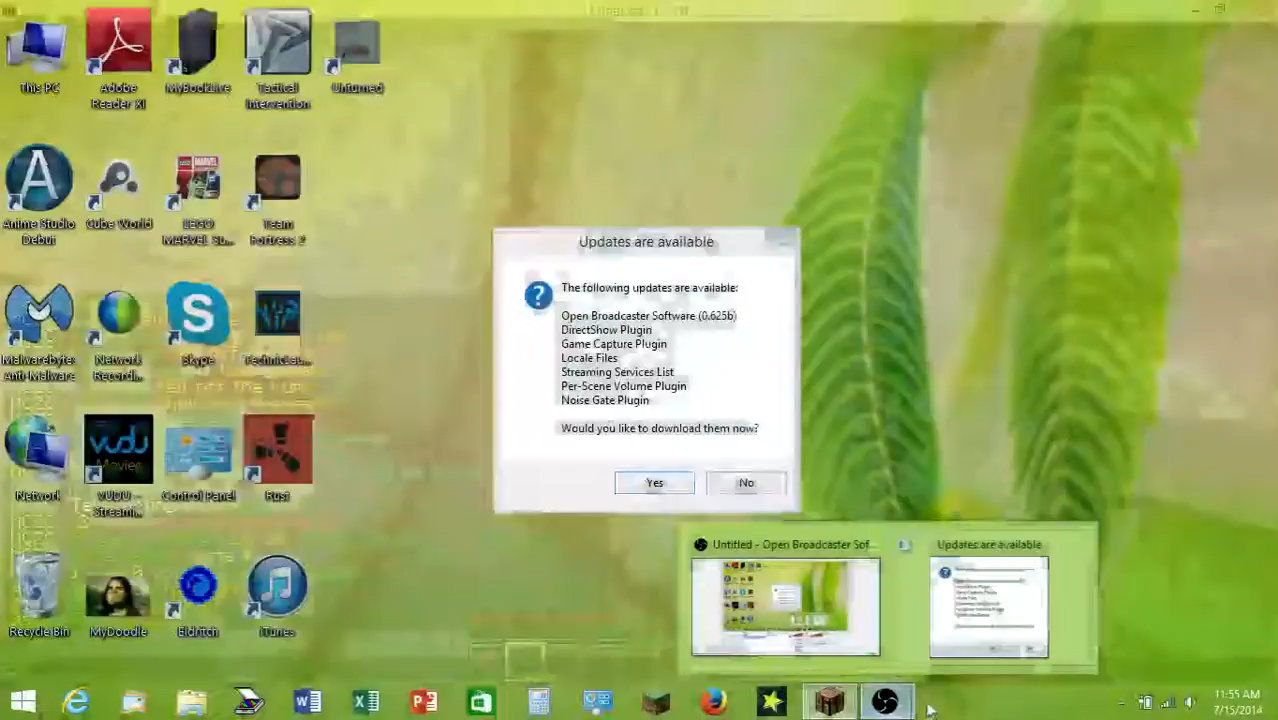 This PC
Adobe
Reader XI
MyBookLive
Tactical
Intervention
Unturned
Anime Studio
Debut
Cube World
LEGO
MARVEL Su...
Team
Fortress 2
Malwarebytes
Anti-Malware
Network
Recordi...
Skype
TechnicLau...
Network
VUDU
Movies
VUDU -
Streami...
Control Panel
Rust
Recycle Bin
MyDoodle
Eldritch
iTunes
Updates are available
The following updates are available:
Open Broadcaster Software (0.625b)
DirectShow Plugin
Game Capture Plugin
Locale Files
Streaming Services List
Per-Scene Volume Plugin
Noise Gate Plugin
Would you like to download them now?
Yes
No
Untitled - Open Broadcaster Sof...
Updates are available
11:55 AM
7/15/2014